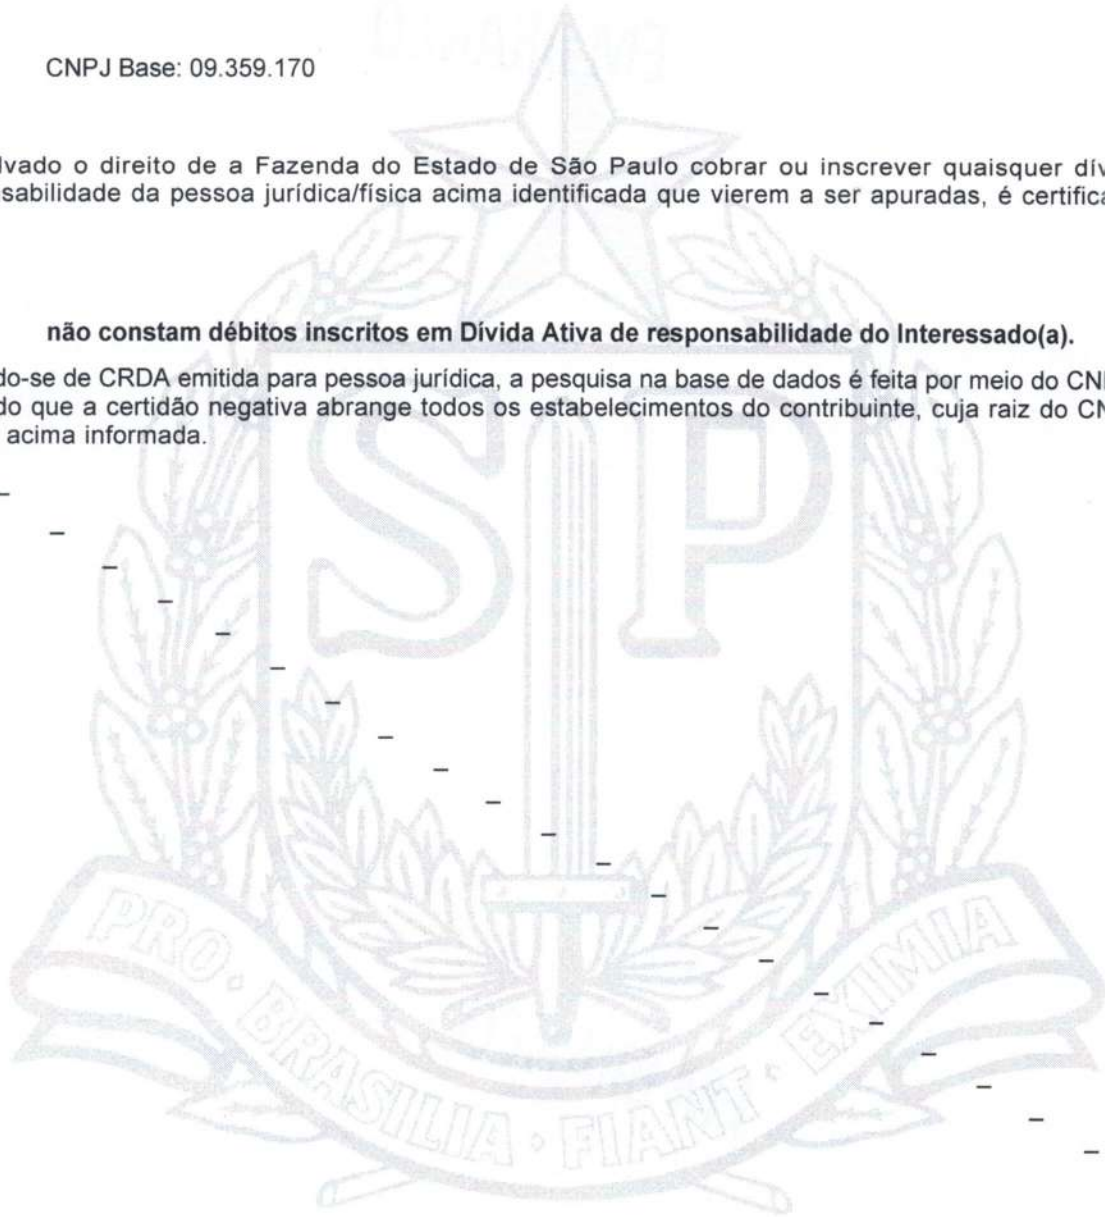 CNPJ Base: 09.359.170
lvado o direito de a Fazenda do Estado de São Paulo cobrar ou inscrever quaisquer dív
sabilidade da pessoa jurídica/física acima identificada que vierem a ser apuradas, é certifica
não constam débitos inscritos em Dívida Ativa de responsabilidade do Interessado(a).
do-se de CRDA emitida para pessoa jurídica, a pesquisa na base de dados é feita por meio do CN
do que a certidão negativa abrange todos os estabelecimentos do contribuinte, cuja raiz do CN
acima informada.
SP
PRO • BRASILIA • FIANT • EXIMIA